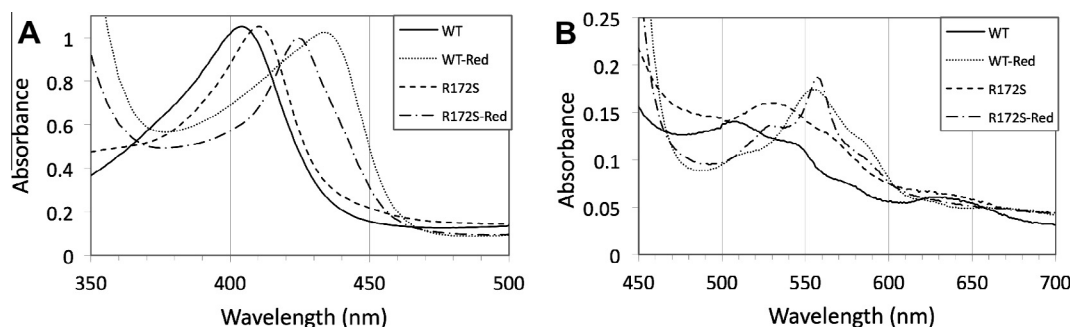 A
Absorbance
1
0.8
0.6
0.4
0.2
0
350
400
450
500
Wavelength (nm)
WT
WT-Red
R172S
R172S-Red
B
Absorbance
0.25
0.2
0.15
0.1
0.05
0
450
500
550
600
650
700
Wavelength (nm)
WT
WT-Red
R172S
R172S-Red